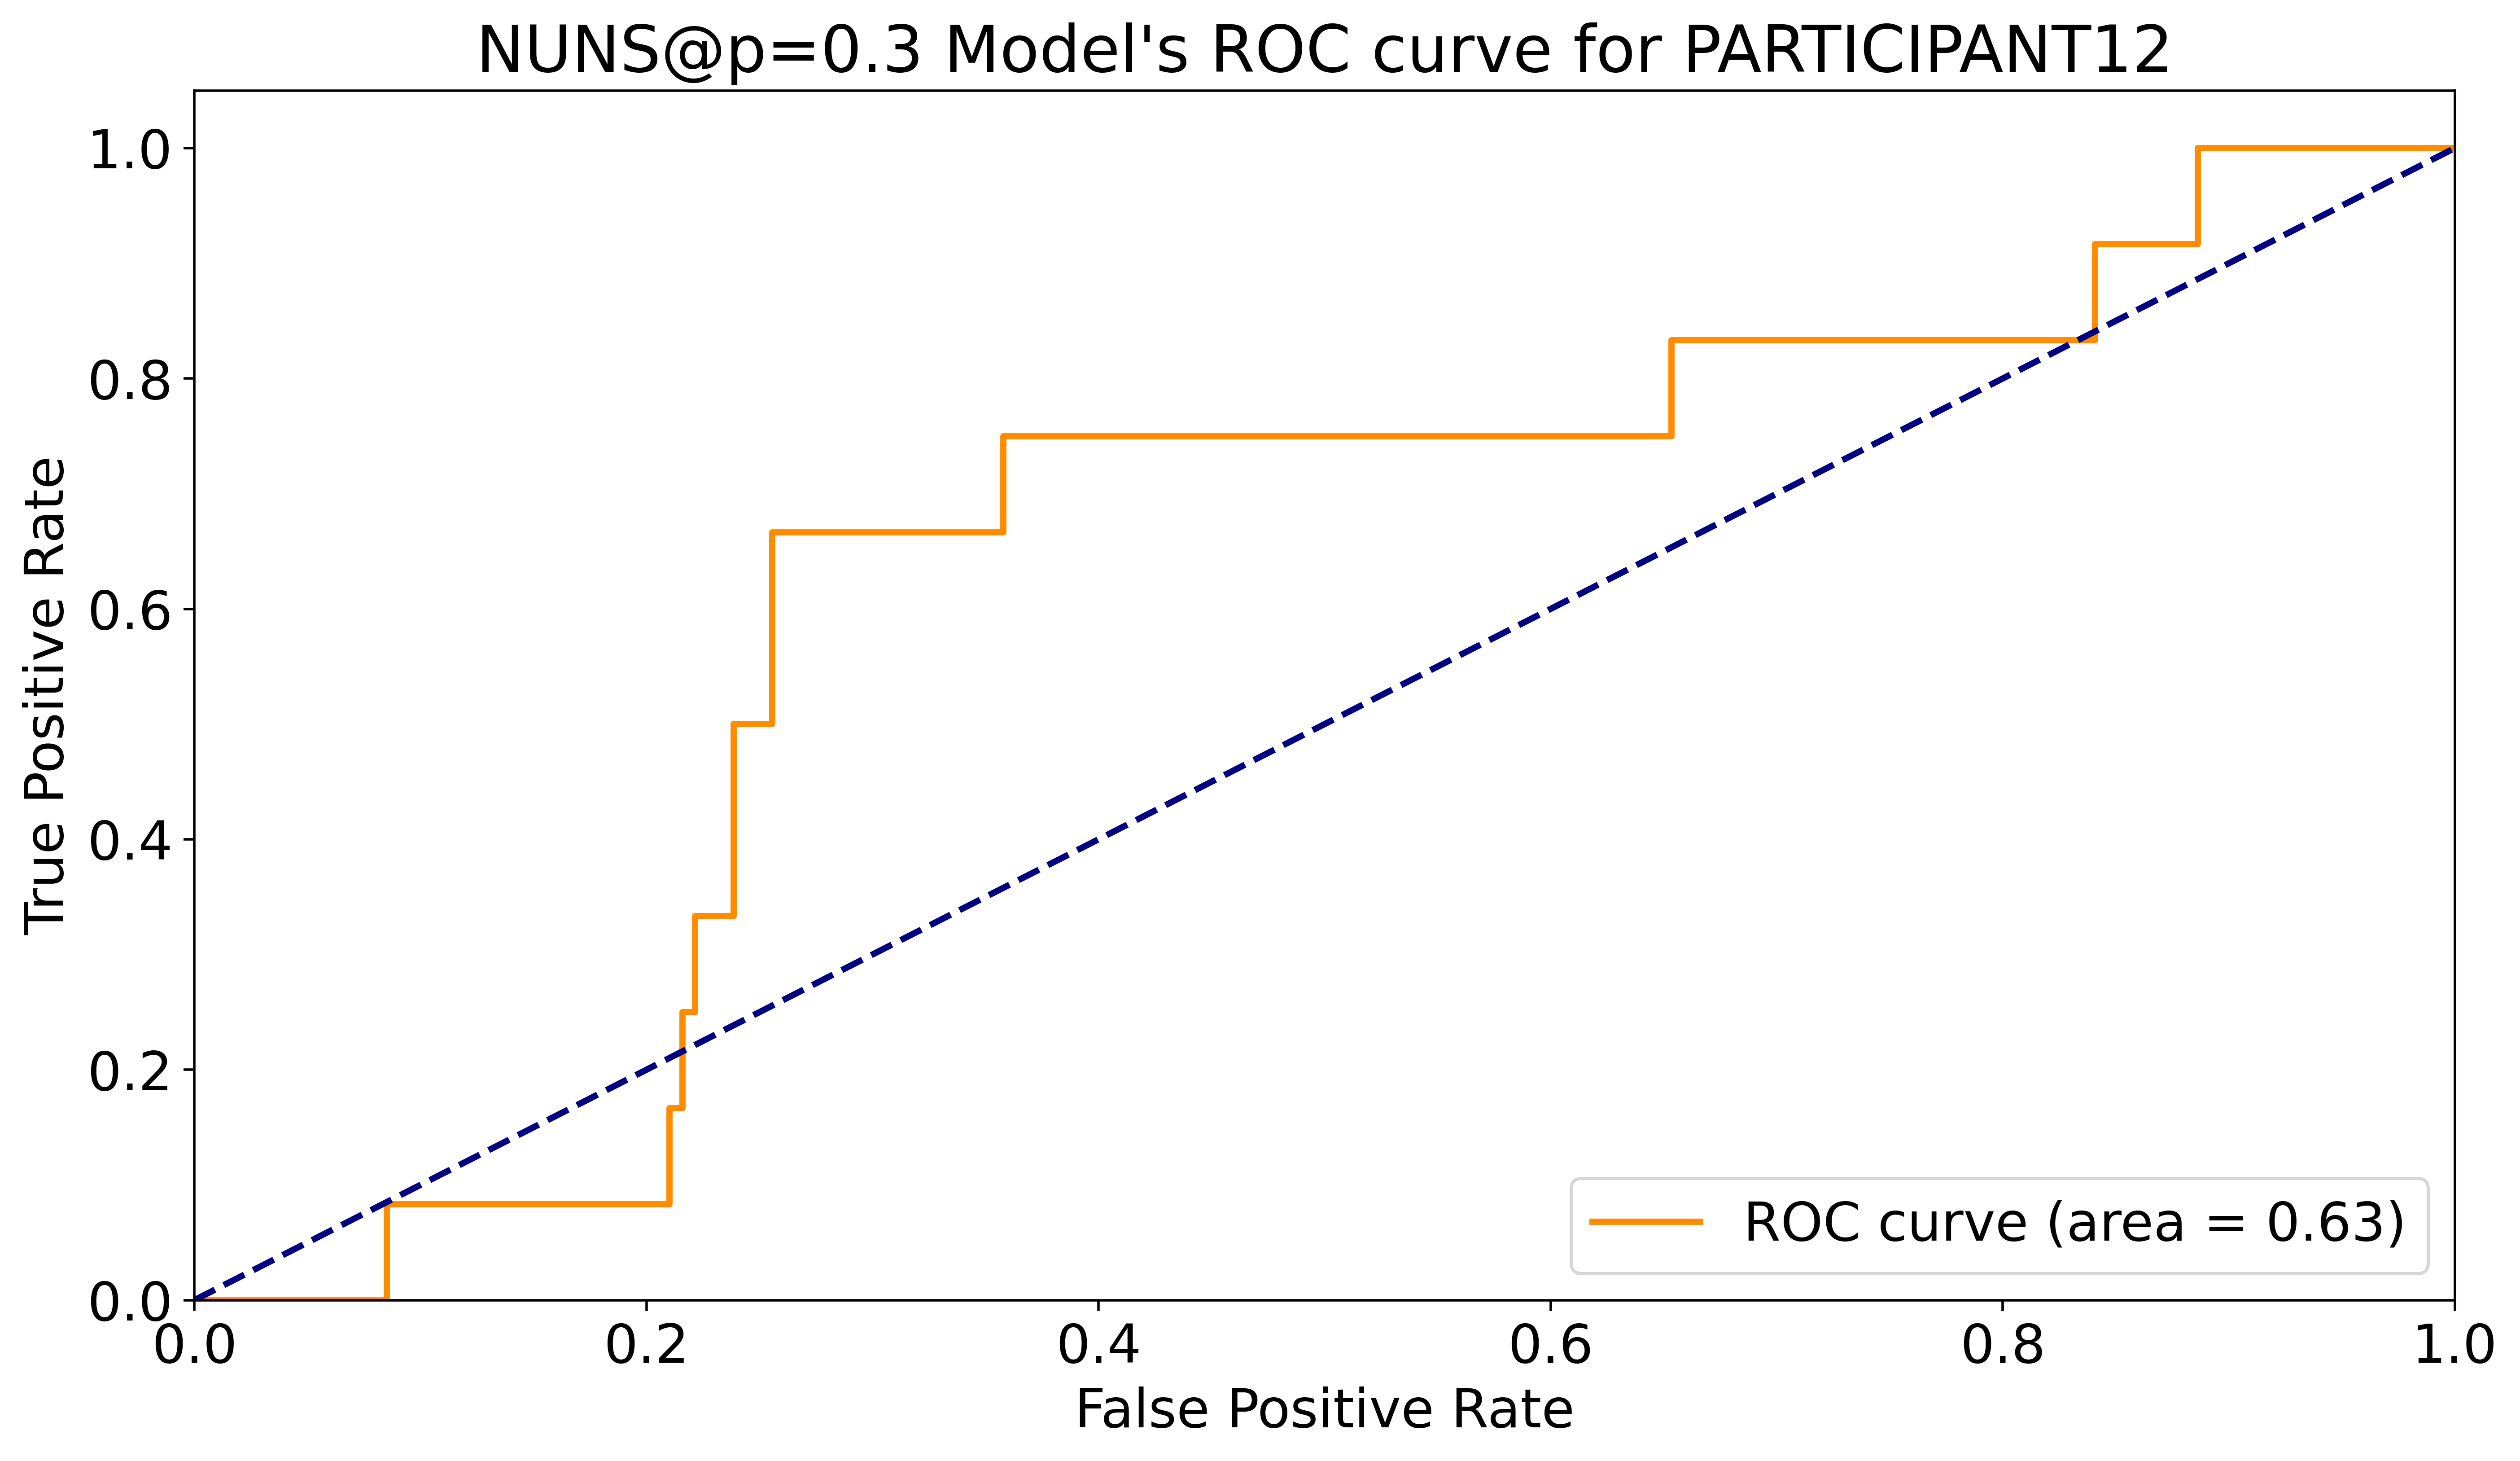 NUNS@p=0.3 Model's ROC curve for PARTICIPANT12
1.0
0.8
0.6
0.4
0.2
0.0
True Positive Rate
ROC curve (area = 0.63)
0.0 0.2 0.4 0.6 0.8 1.0
False Positive Rate